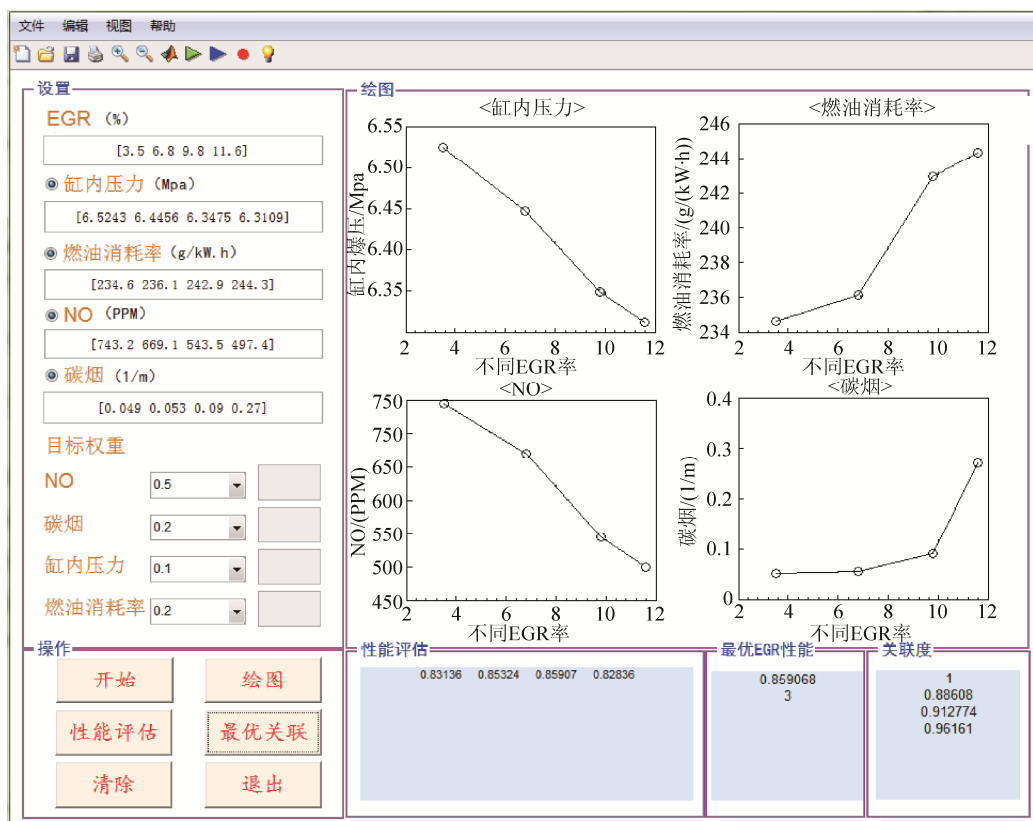 文件 编辑 视图 帮助
设置
EGR (%)
[3.5 6.8 9.8 11.6]
缸内压力 (Mpa)
[6.5243 6.4456 6.3475 6.3109]
燃油消耗率 (g/kW.h)
[234.6 236.1 242.9 244.3]
NO (PPM)
[743.2 669.1 543.5 497.4]
碳烟 (1/m)
[0.049 0.053 0.09 0.27]
目标权重
NO 0.5
碳烟 0.2
缸内压力 0.1
燃油消耗率 0.2
操作
开始 绘图
性能评估 最优关联
清除 退出
绘图
<缸内压力>
缸内爆压/Mpa
6.55
6.50
6.45
6.40
6.35
2 4 6 8 10 12
不同EGR率
<燃油消耗率>
燃油消耗率/(g/(kW·h))
246
244
242
240
238
236
234
2 4 6 8 10 12
不同EGR率
<NO>
NO/(PPM)
750
750
650
600
550
500
450
2 4 6 8 10 12
不同EGR率
<碳烟>
碳烟/(1/m)
0.4
0.3
0.2
0.1
0
2 4 6 8 10 12
不同EGR率
性能评估
0.83136 0.85324 0.85907 0.82836
最优EGR性能
0.859068
3
关联度
1
0.88608
0.912774
0.96161